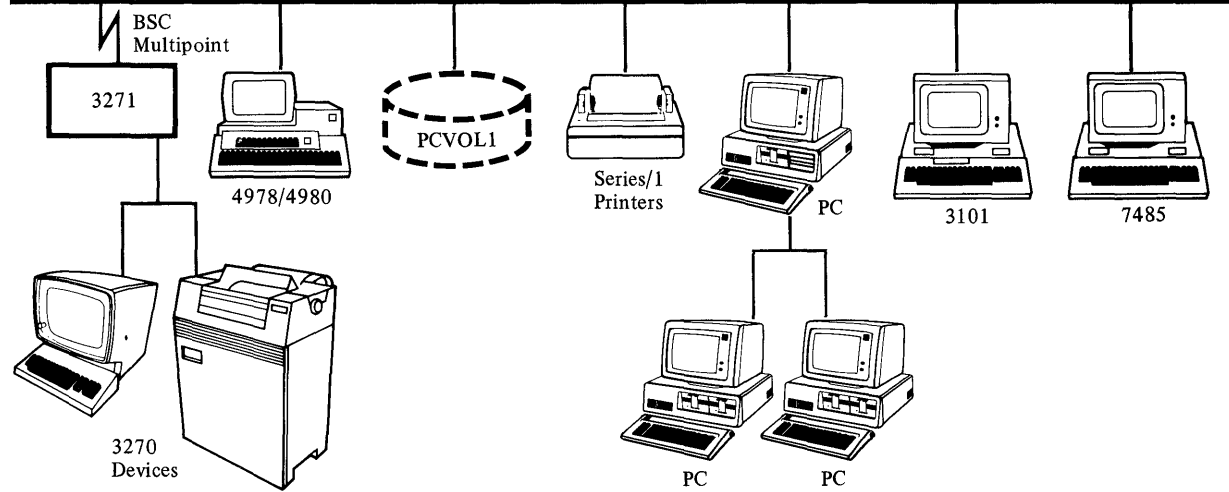 BSC
Multipoint
3271
4978/4980
PCVOL1
Series/1
Printers
PC
3101
7485
3270
Devices
PC
PC